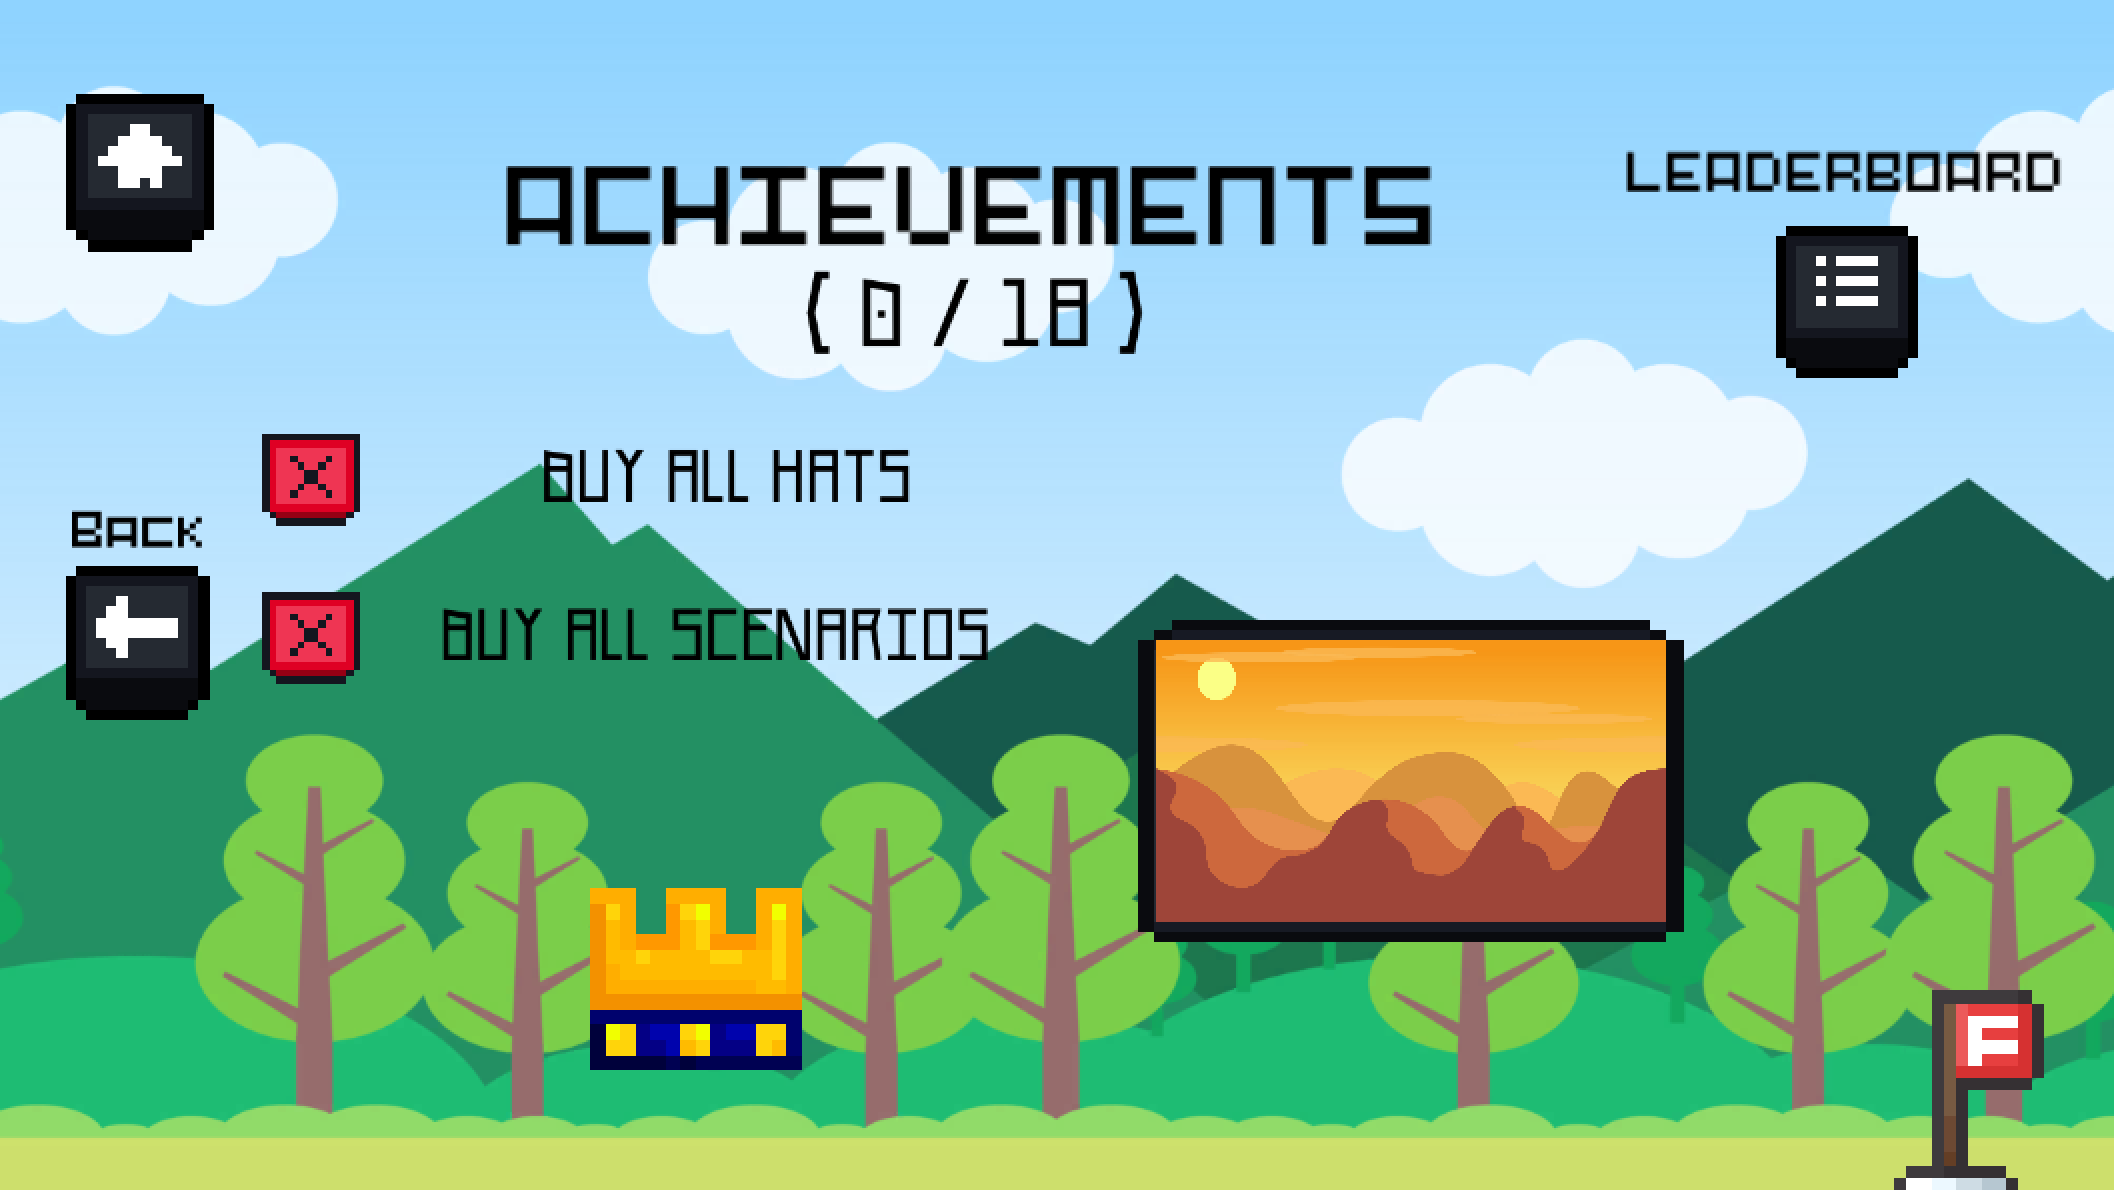 ACHIEVEMENTS
(0/18)
LEADERBOARD
BUY ALL HATS
Back
BUY ALL SCENARIOS
F